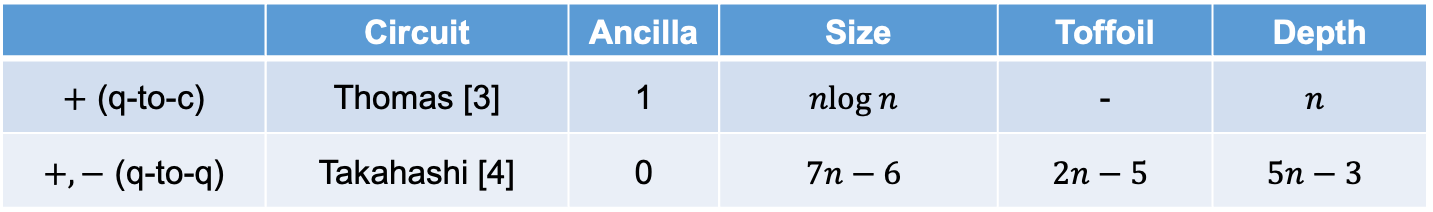 Circuit Ancilla Size Toffoil Depth
+ (q-to-c) Thomas [3] 1 nlog n - n
+,− (q-to-q) Takahashi [4] 0 7n − 6 2n − 5 5n − 3